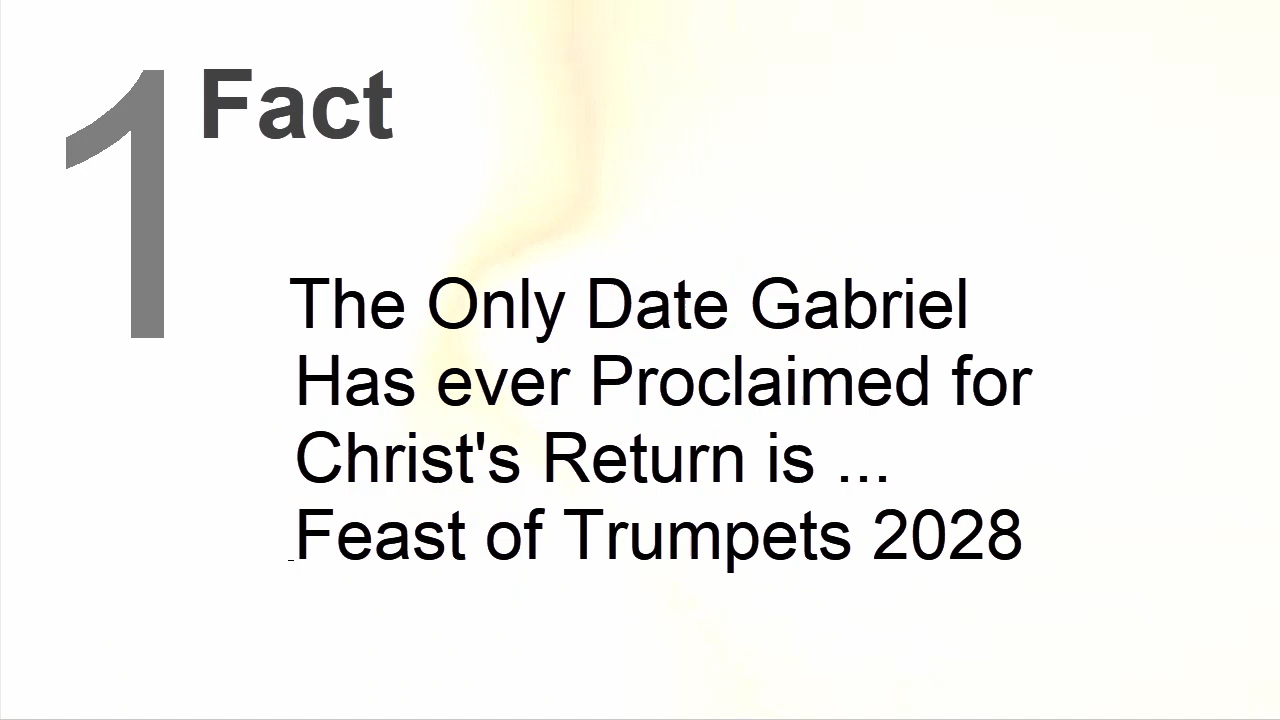 1 Fact
The Only Date Gabriel
Has ever Proclaimed for
Christ's Return is ...
Feast of Trumpets 2028